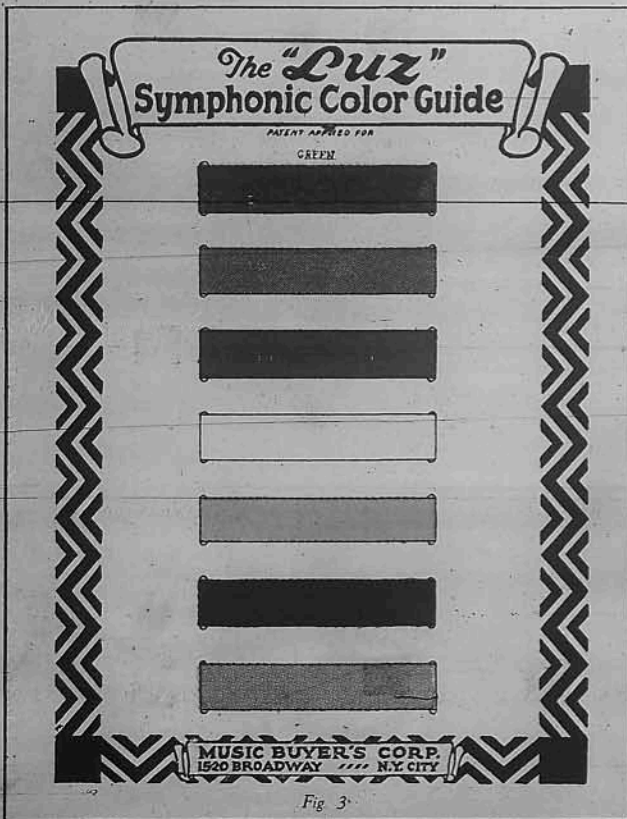 The "Luz"
Symphonic Color Guide
PATENT APPLIED FOR
GREEN
MUSIC BUYER'S CORP.
1520 BROADWAY N.Y. CITY
Fig. 3